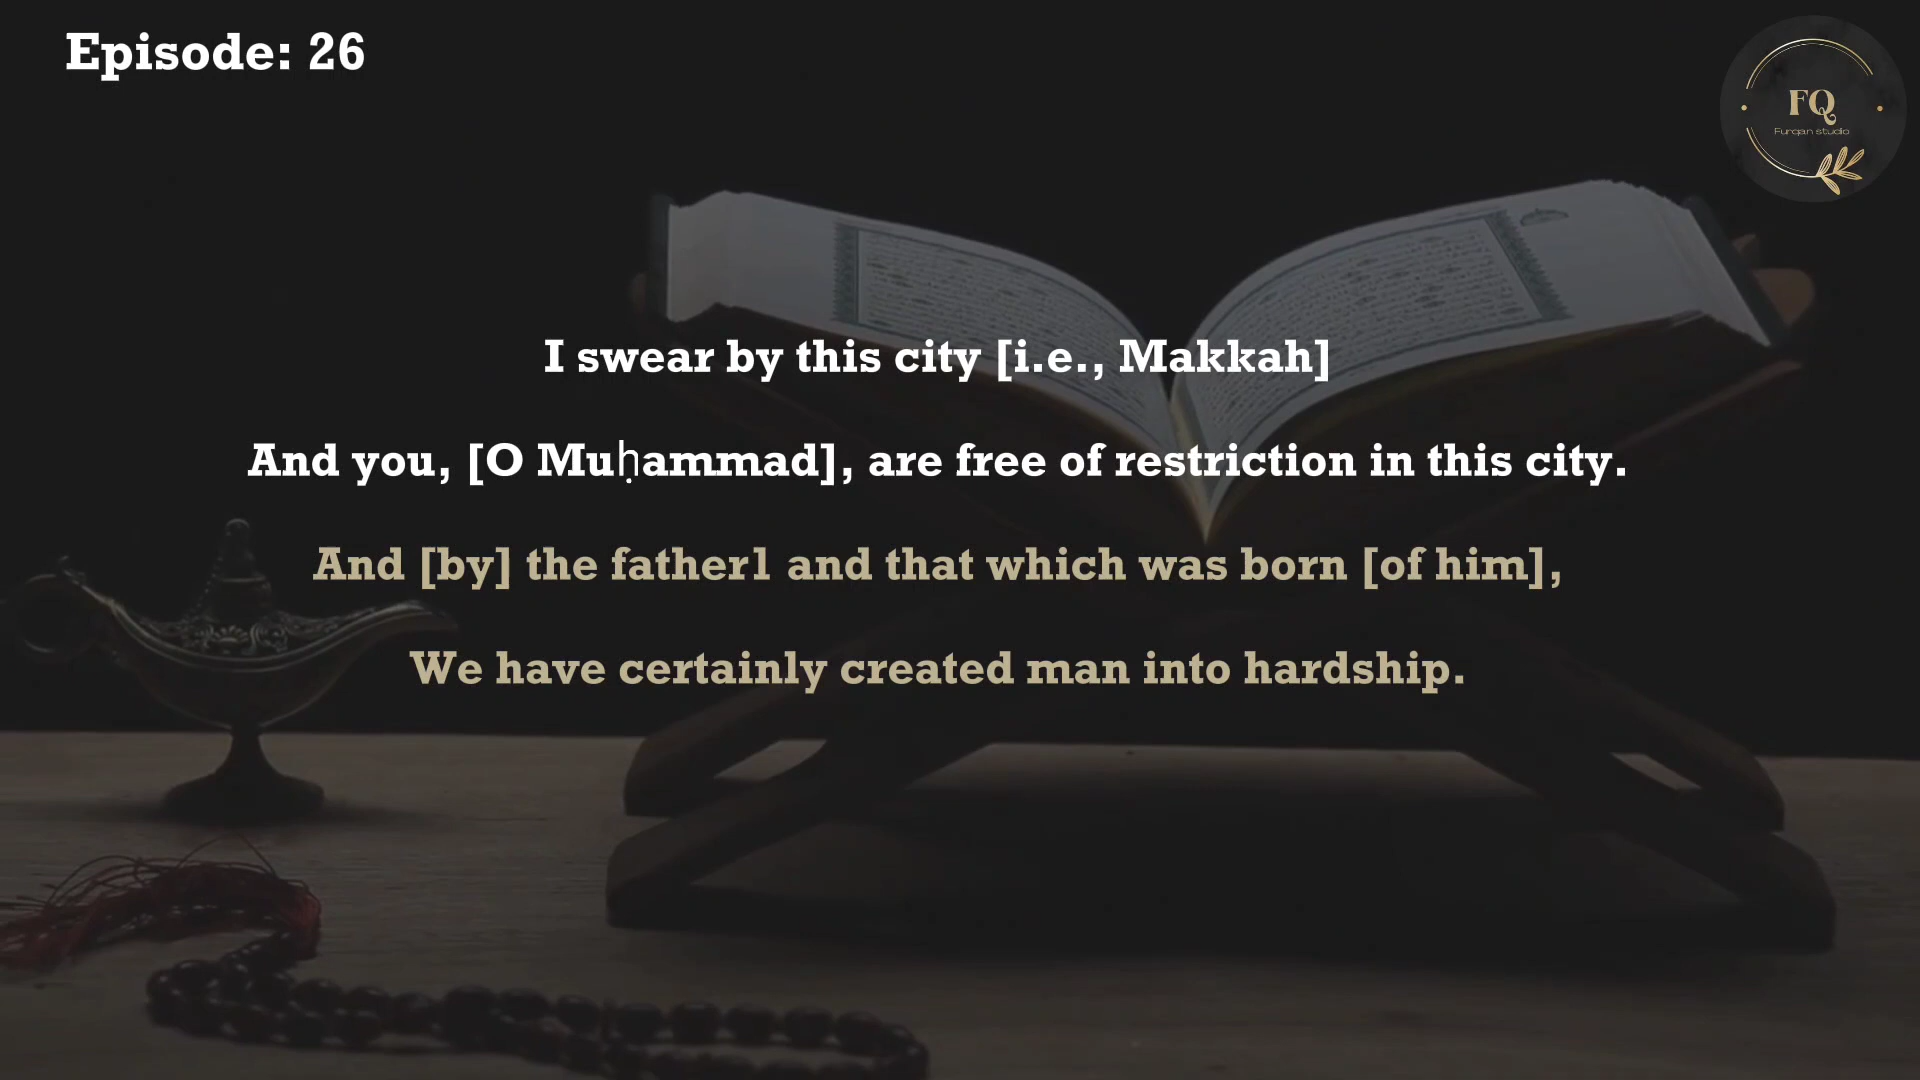 Episode: 26
FQ
Furqan studio
I swear by this city [i.e., Makkah]
And you, [O Muḥammad], are free of restriction in this city.
And [by] the father1 and that which was born [of him],
We have certainly created man into hardship.